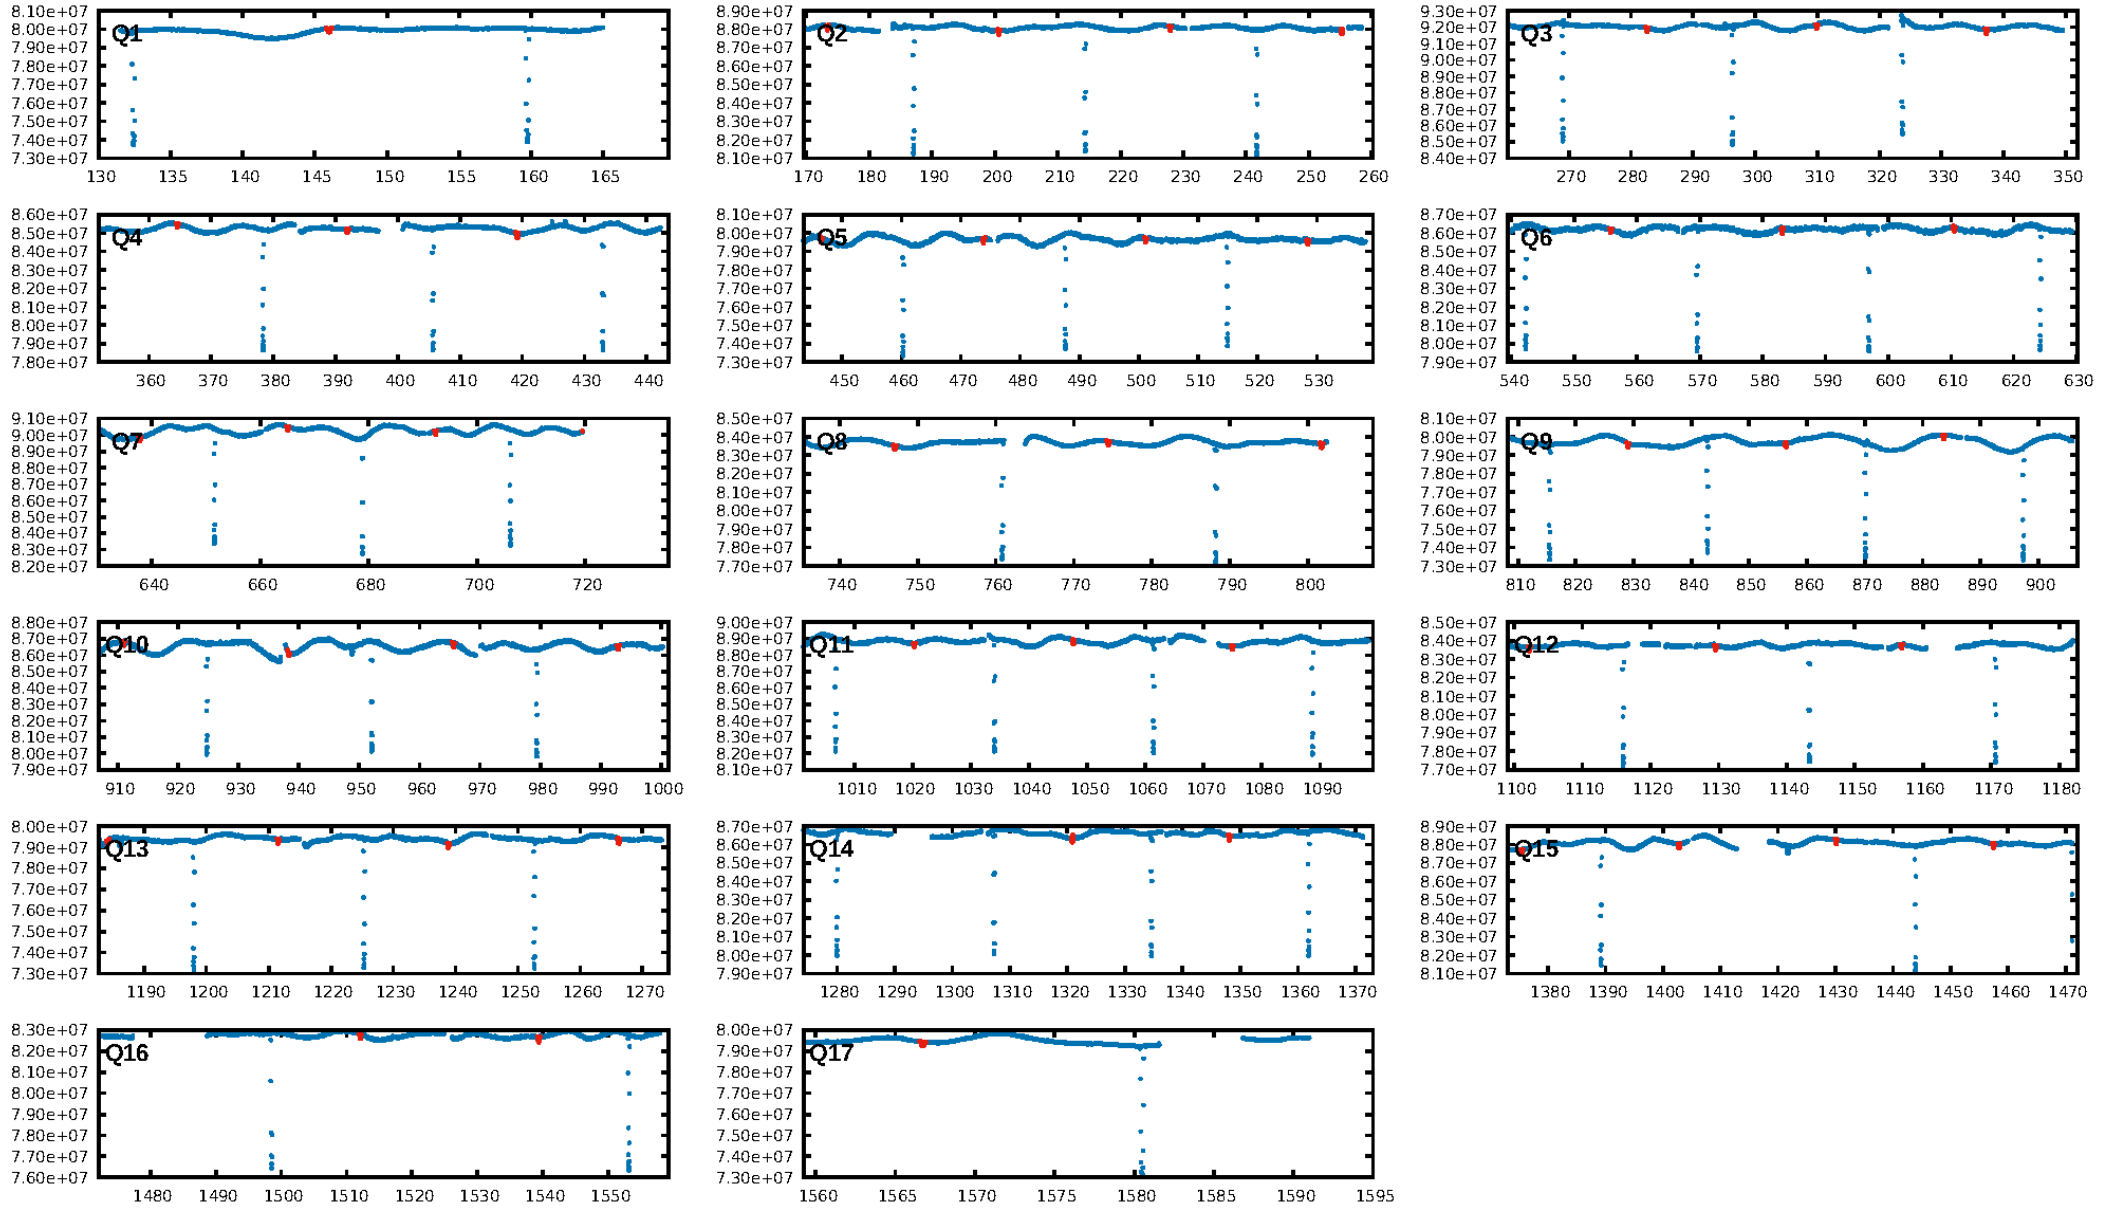 8.10e+07
8.00e+07
7.90e+07
7.80e+07
7.70e+07
7.60e+07
7.50e+07
7.40e+07
7.30e+07
Q1
130 135 140 145 150 155 160 165
8.90e+07
8.80e+07
8.70e+07
8.60e+07
8.50e+07
8.40e+07
8.30e+07
8.20e+07
8.10e+07
Q2
170 180 190 200 210 220 230 240 250 260
9.30e+07
9.20e+07
9.10e+07
9.00e+07
8.90e+07
8.80e+07
8.70e+07
8.60e+07
8.50e+07
8.40e+07
Q3
270 280 290 300 310 320 330 340 350
8.60e+07
8.50e+07
8.40e+07
8.30e+07
8.20e+07
8.10e+07
8.00e+07
7.90e+07
7.80e+07
Q4
360 370 380 390 400 410 420 430 440
8.10e+07
8.00e+07
7.90e+07
7.80e+07
7.70e+07
7.60e+07
7.50e+07
7.40e+07
7.30e+07
Q5
450 460 470 480 490 500 510 520 530
8.70e+07
8.60e+07
8.50e+07
8.40e+07
8.30e+07
8.20e+07
8.10e+07
8.00e+07
7.90e+07
Q6
540 550 560 570 580 590 600 610 620 630
9.10e+07
9.00e+07
8.90e+07
8.80e+07
8.70e+07
8.60e+07
8.50e+07
8.40e+07
8.30e+07
8.20e+07
Q7
640 660 680 700 720
8.50e+07
8.40e+07
8.30e+07
8.20e+07
8.10e+07
8.00e+07
7.90e+07
7.80e+07
7.70e+07
Q8
740 750 760 770 780 790 800
8.10e+07
8.00e+07
7.90e+07
7.80e+07
7.70e+07
7.60e+07
7.50e+07
7.40e+07
7.30e+07
Q9
810 820 830 840 850 860 870 880 890 900
8.80e+07
8.70e+07
8.60e+07
8.50e+07
8.40e+07
8.30e+07
8.20e+07
8.10e+07
8.00e+07
7.90e+07
Q10
910 920 930 940 950 960 970 980 990 1000
9.00e+07
8.90e+07
8.80e+07
8.70e+07
8.60e+07
8.50e+07
8.40e+07
8.30e+07
8.20e+07
8.10e+07
Q11
1010 1020 1030 1040 1050 1060 1070 1080 1090
8.50e+07
8.40e+07
8.30e+07
8.20e+07
8.10e+07
8.00e+07
7.90e+07
7.80e+07
7.70e+07
Q12
1100 1110 1120 1130 1140 1150 1160 1170 1180
8.00e+07
7.90e+07
7.80e+07
7.70e+07
7.60e+07
7.50e+07
7.40e+07
7.30e+07
Q13
1190 1200 1210 1220 1230 1240 1250 1260 1270
8.70e+07
8.60e+07
8.50e+07
8.40e+07
8.30e+07
8.20e+07
8.10e+07
8.00e+07
7.90e+07
Q14
1280 1290 1300 1310 1320 1330 1340 1350 1360 1370
8.90e+07
8.80e+07
8.70e+07
8.60e+07
8.50e+07
8.40e+07
8.30e+07
8.20e+07
8.10e+07
Q15
1380 1390 1400 1410 1420 1430 1440 1450 1460 1470
8.30e+07
8.20e+07
8.10e+07
8.00e+07
7.90e+07
7.80e+07
7.70e+07
7.60e+07
Q16
1480 1490 1500 1510 1520 1530 1540 1550
8.00e+07
7.90e+07
7.80e+07
7.70e+07
7.60e+07
7.50e+07
7.40e+07
7.30e+07
Q17
1560 1565 1570 1575 1580 1585 1590 1595